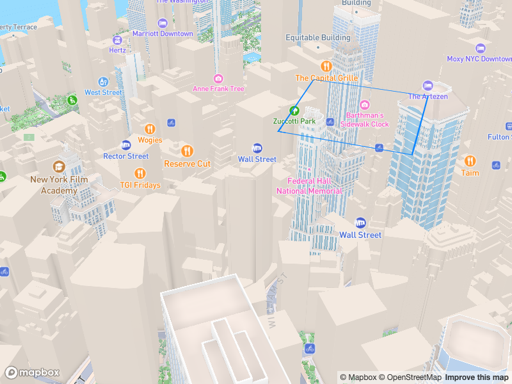 perty Terrace
The Washington
Building
Marriott Downtown
Hertz
Equitable Building
Moxy NYC Downtown
The Capital Grille
West Street
Anne Frank Tree
The Artezen
ket
Barthman's
Sidewalk Clock
Zuccotti Park
Wogies
Fulton S
Rector Street
Reserve Cut
Wall Street
New York Film
Academy
TGI Fridays
Taim
Federal Hall
National Memorial
Wall Street
mapbox
© Mapbox © OpenStreetMap Improve this map